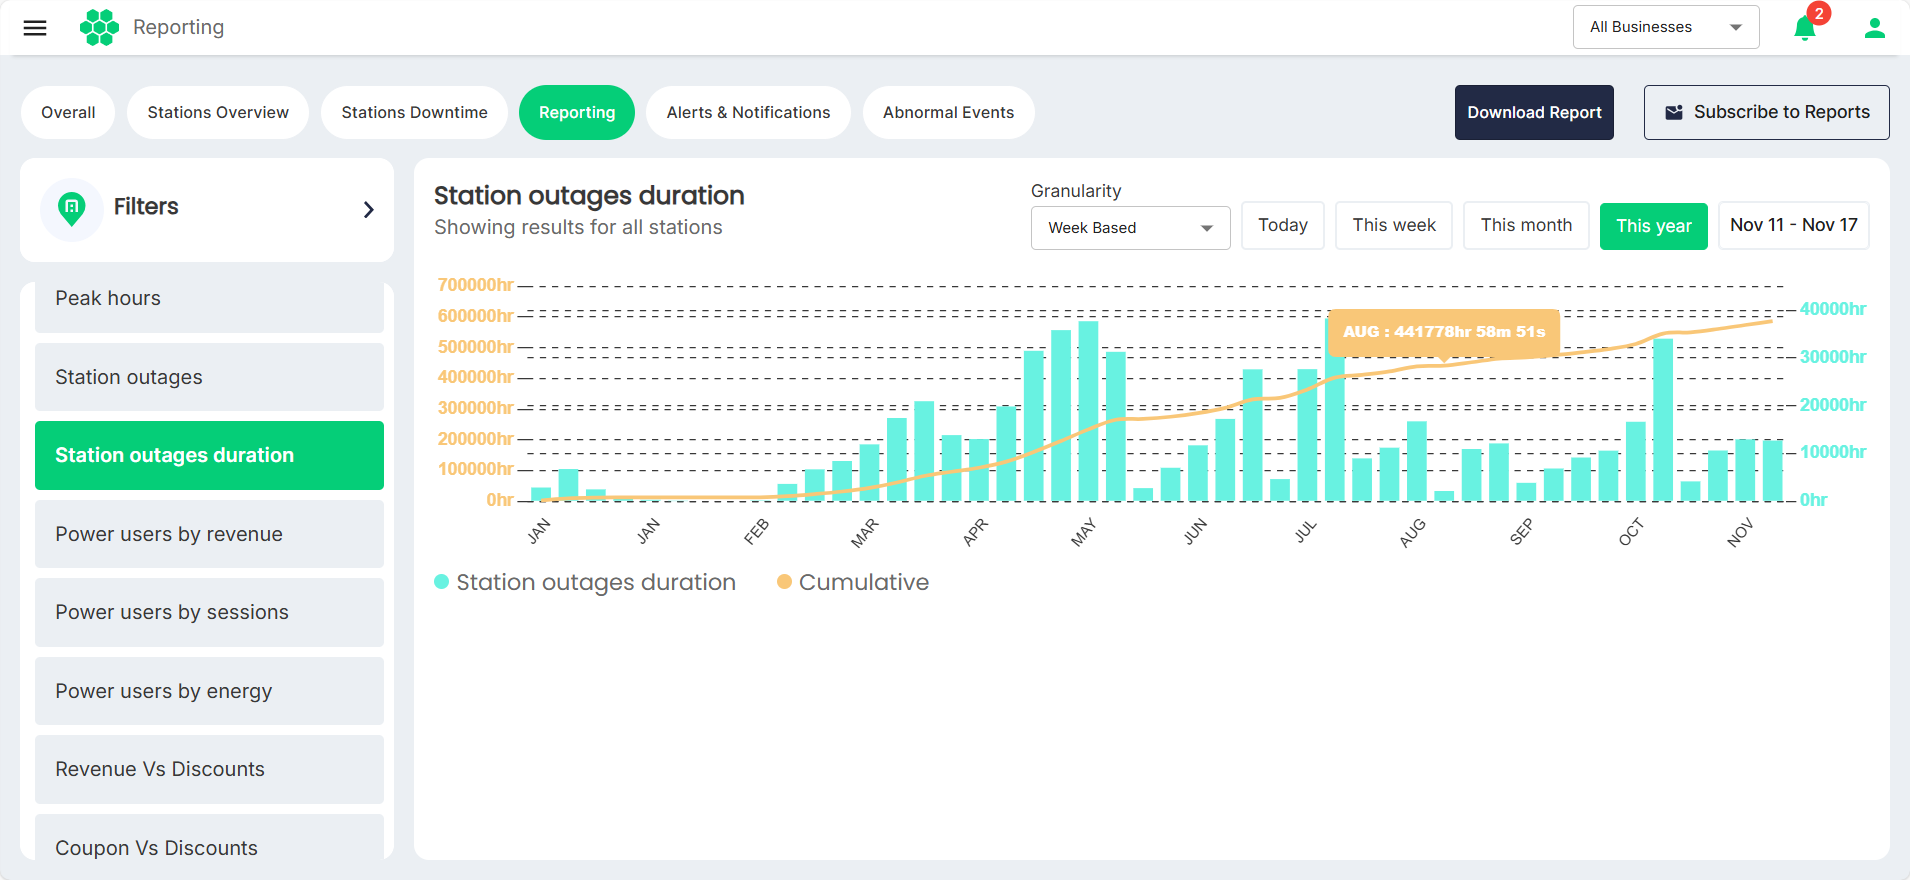 Reporting
All Businesses
2
Overall
Stations Overview
Stations Downtime
Reporting
Alerts & Notifications
Abnormal Events
Download Report
Subscribe to Reports
Filters
Peak hours
Station outages
Station outages duration
Power users by revenue
Power users by sessions
Power users by energy
Revenue Vs Discounts
Coupon Vs Discounts
Station outages duration
Showing results for all stations
Granularity
Week Based
Today
This week
This month
This year
Nov 11 - Nov 17
700000hr
600000hr
500000hr
400000hr
300000hr
200000hr
100000hr
0hr
AUG : 441778hr 58m 51s
40000hr
30000hr
20000hr
10000hr
0hr
JAN
JAN
FEB
MAR
APR
MAY
JUN
JUL
AUG
SEP
OCT
NOV
Station outages duration
Cumulative